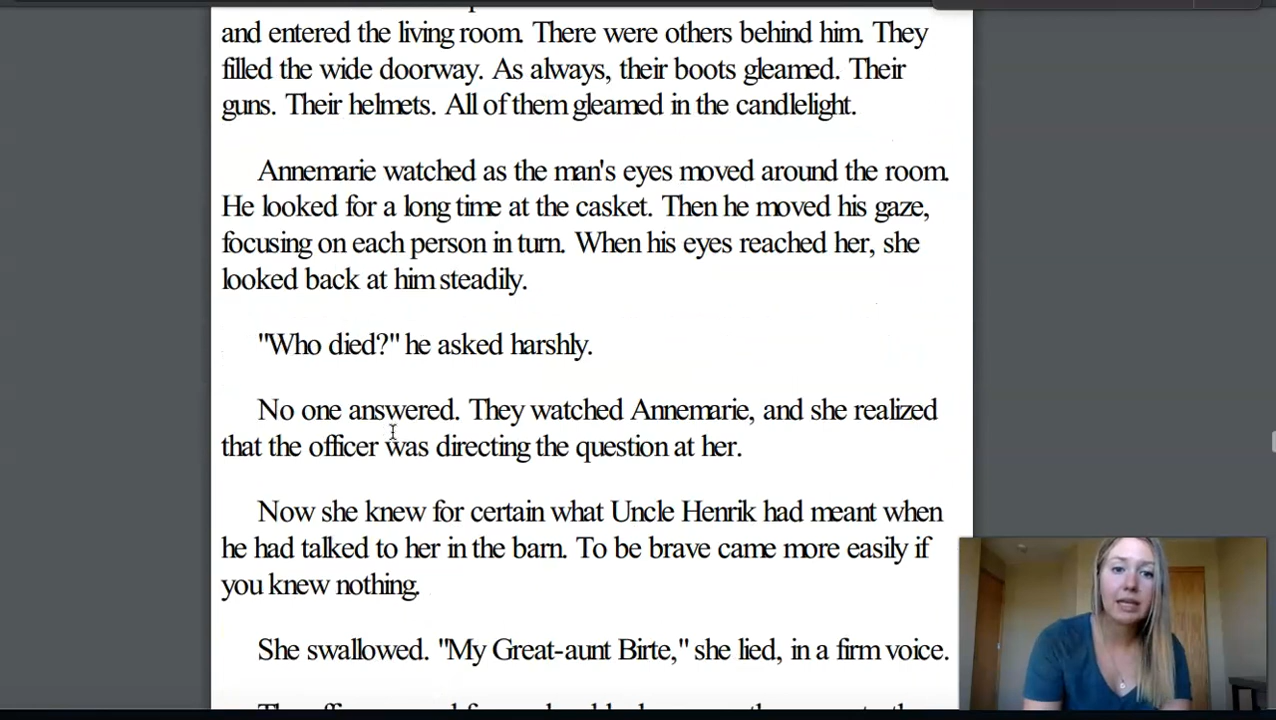 and entered the living room. There were others behind him. They
filled the wide doorway. As always, their boots gleamed. Their
guns. Their helmets. All of them gleamed in the candlelight.
Annemarie watched as the man's eyes moved around the room.
He looked for a long time at the casket. Then he moved his gaze,
focusing on each person in turn. When his eyes reached her, she
looked back at him steadily.
"Who died?" he asked harshly.
No one answered. They watched Annemarie, and she realized
that the officer was directing the question at her.
Now she knew for certain what Uncle Henrik had meant when
he had talked to her in the barn. To be brave came more easily if
you knew nothing.
She swallowed. "My Great-aunt Birte," she lied, in a firm voice.